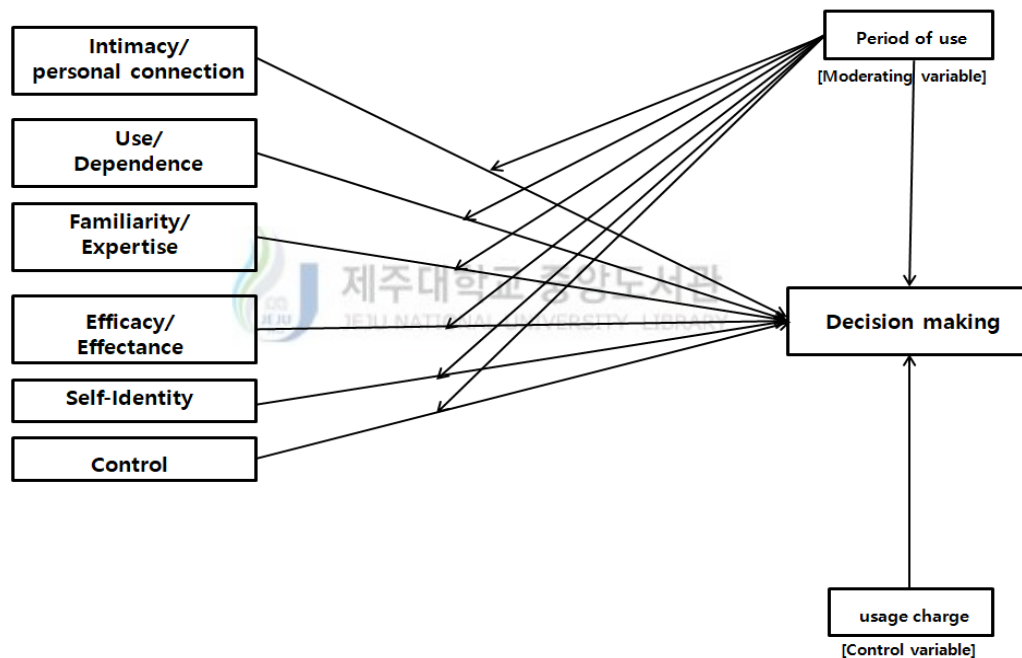 Intimacy/
personal connection
Use/
Dependence
Familiarity/
Expertise
Efficacy/
Effectance
Self-Identity
Control
Period of use
[Moderating variable]
Decision making
usage charge
[Control variable]
제주대학교 중앙도서관
JEJU NATIONAL UNIVERSITY LIBRARY
JEJU